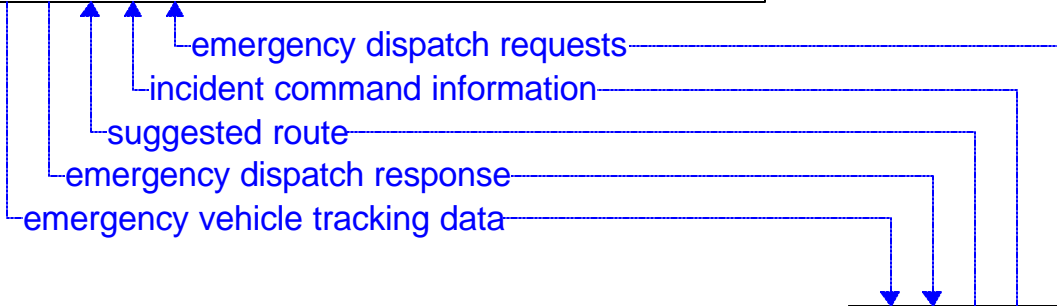 emergency dispatch requests
incident command information
suggested route
emergency dispatch response
emergency vehicle tracking data